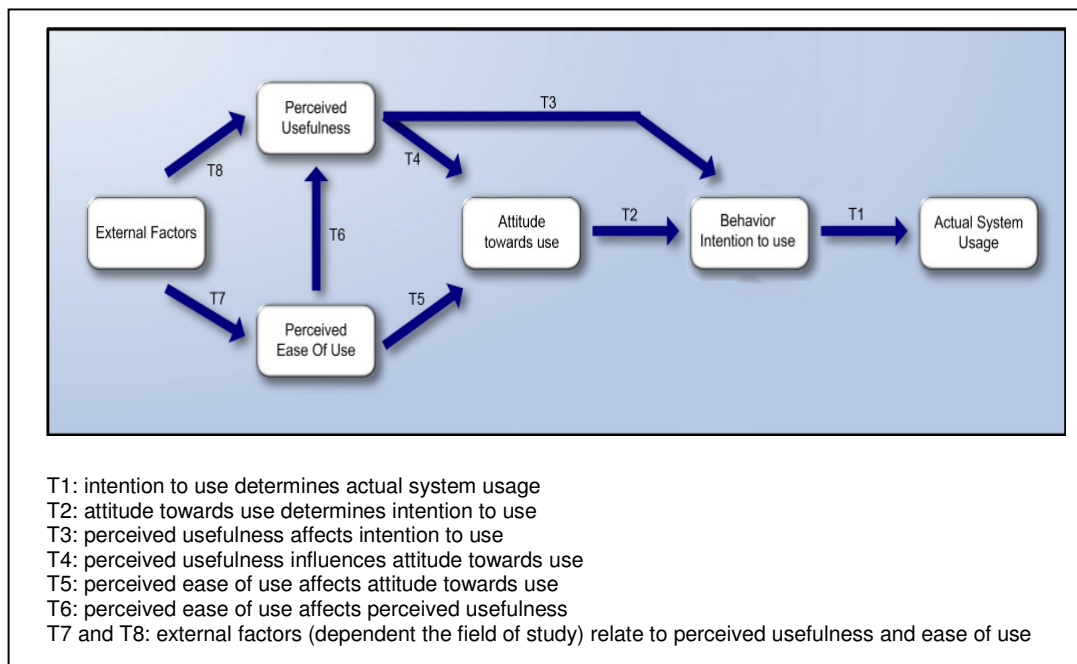 T3
Perceived
Usefulness
T4
T8
External Factors
T6
Attitude
towards use
T2
Behavior
Intention to use
T1
Actual System
Usage
T7
T5
Perceived
Ease Of Use
T1: intention to use determines actual system usage
T2: attitude towards use determines intention to use
T3: perceived usefulness affects intention to use
T4: perceived usefulness influences attitude towards use
T5: perceived ease of use affects attitude towards use
T6: perceived ease of use affects perceived usefulness
T7 and T8: external factors (dependent the field of study) relate to perceived usefulness and ease of use